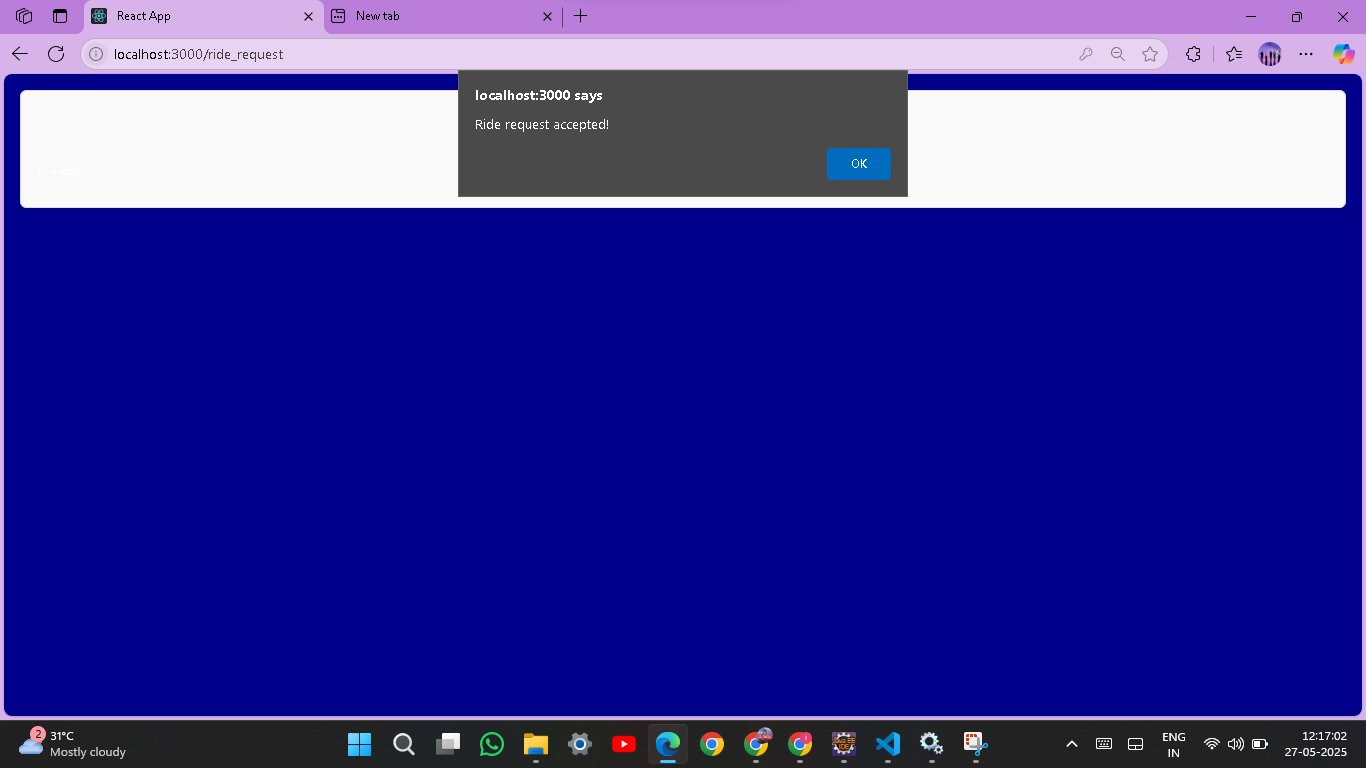 React App
New tab
localhost:3000/ride_request
localhost:3000 says
Ride request accepted!
OK
Loading...
2
31°C
Mostly cloudy
ENG
IN
12:17:02
27-05-2025